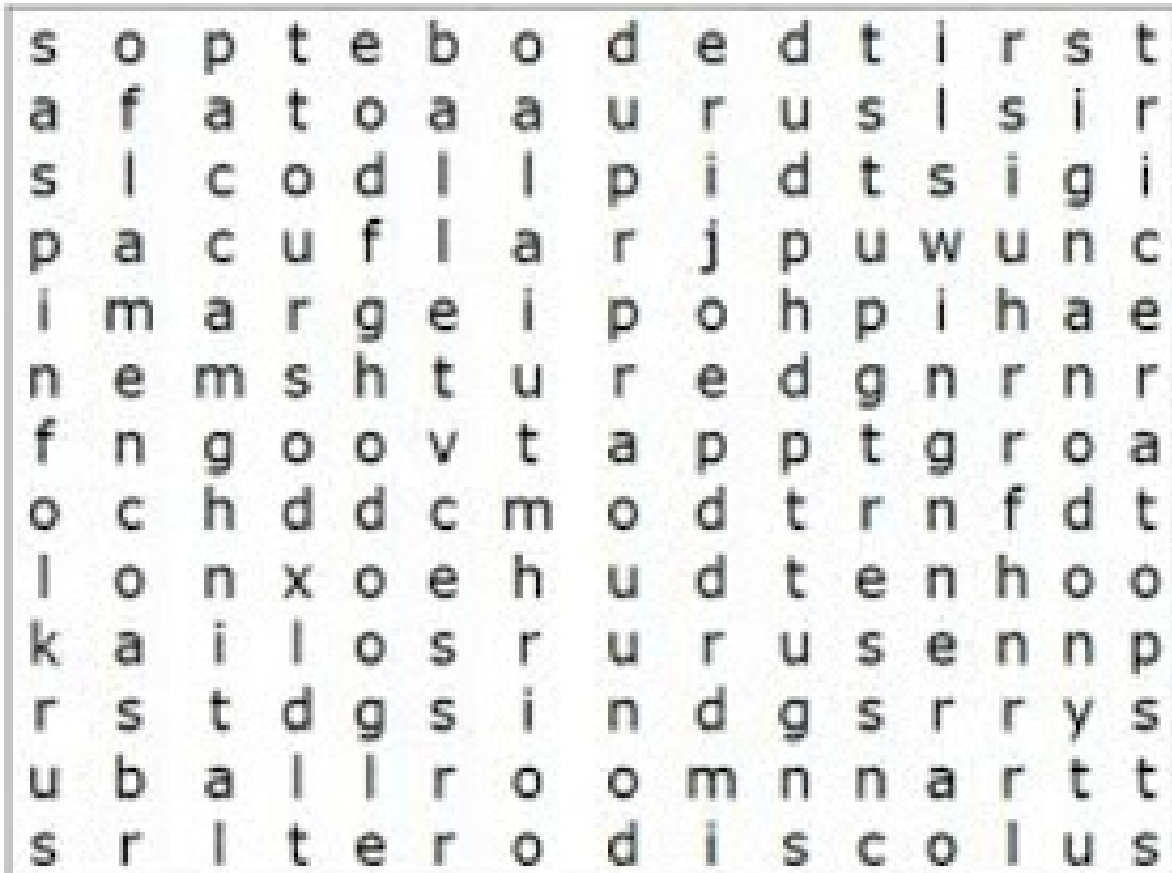 s o p t e b o d e d t i r s t
a f a t o a a u r u s l s i r
s l c o d l l p i d t s i g i
p a c u f l a r j p u w u n c
i m a r g e i p o h p i h a e
n e m s h t u r e d g n r n r
f n g o o v t a p p t g r o a
o c h d d c m o d t r n f d t
l o n x o e h u d t e n h o o
k a i l o s r u r u s e n n p
r s t d g s i n d g s r r y s
u b a l l r o o m n n a r t t
s r l t e r o d i s c o l u s